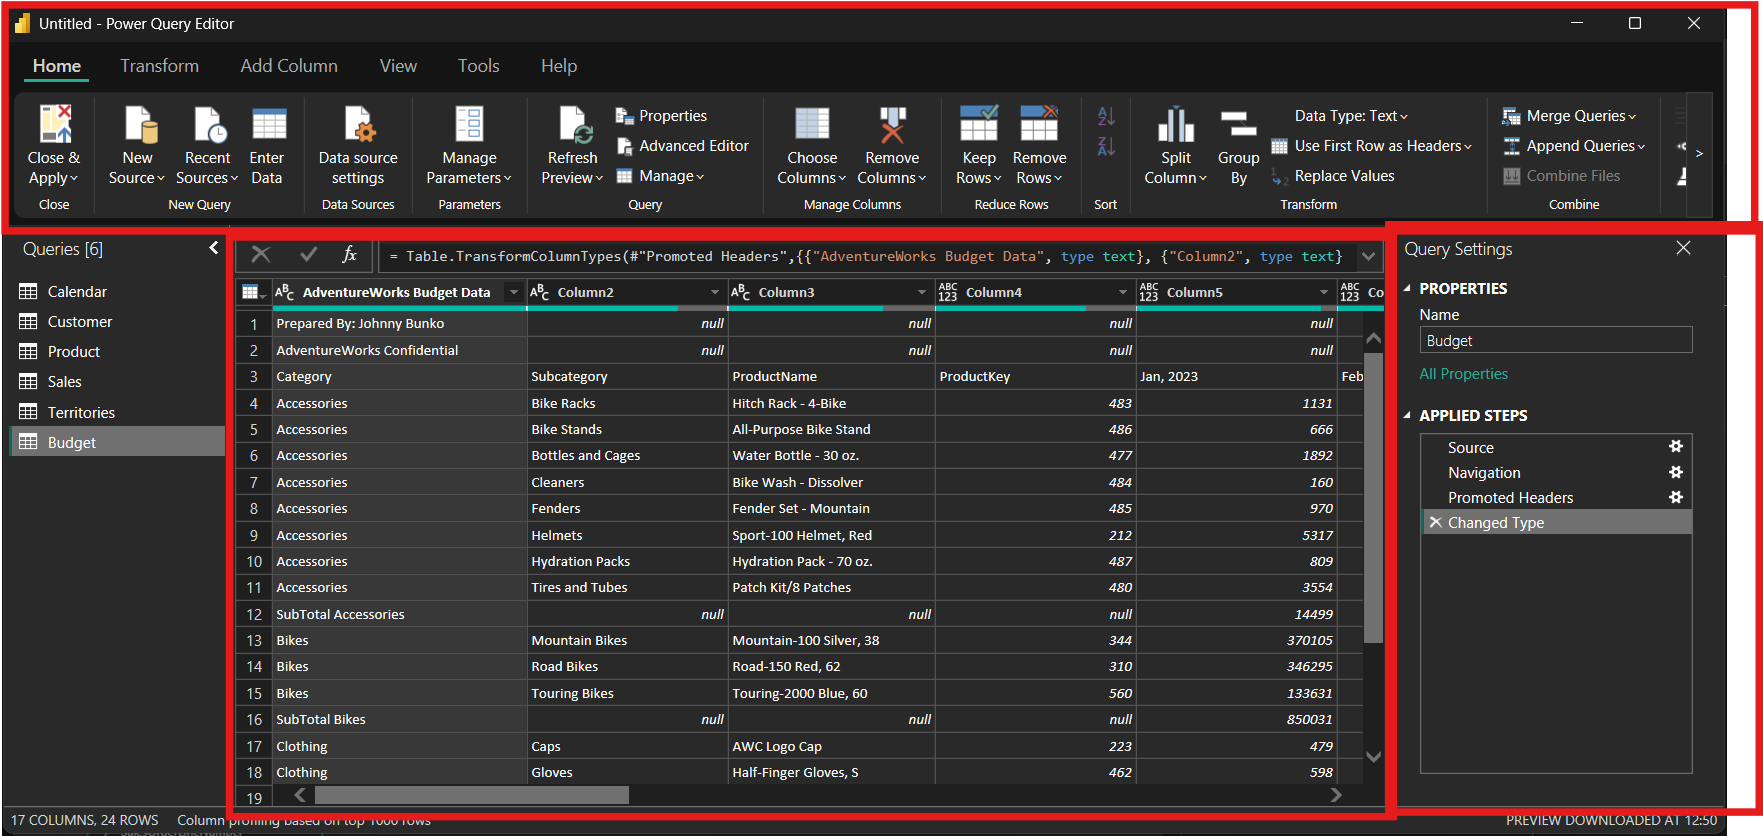 Untitled - Power Query Editor
Home Transform Add Column View Tools Help
Close & Apply
Close
New Source
Recent Sources
Enter Data
New Query
Data source settings
Data Sources
Manage Parameters
Parameters
Refresh Preview
Properties
Advanced Editor
Manage
Query
Choose Columns
Remove Columns
Manage Columns
Keep Rows
Remove Rows
Reduce Rows
Sort
Split Column
Group By
Data Type: Text
Use First Row as Headers
Replace Values
Transform
Merge Queries
Append Queries
Combine Files
Combine
Queries [6]
Calendar
Customer
Product
Sales
Territories
Budget
fx = Table.TransformColumnTypes(#"Promoted Headers",{{"AdventureWorks Budget Data", type text}, {"Column2", type text}
ABC AdventureWorks Budget Data ABC Column2 ABC Column3 ABC 123 Column4 ABC 123 Column5 ABC 123 Co
1 Prepared By: Johnny Bunko null null null null
2 AdventureWorks Confidential null null null null
3 Category Subcategory ProductName ProductKey Jan, 2023 Feb
4 Accessories Bike Racks Hitch Rack - 4-Bike 483 1131
5 Accessories Bike Stands All-Purpose Bike Stand 486 666
6 Accessories Bottles and Cages Water Bottle - 30 oz. 477 1892
7 Accessories Cleaners Bike Wash - Dissolver 484 160
8 Accessories Fenders Fender Set - Mountain 485 970
9 Accessories Helmets Sport-100 Helmet, Red 212 5317
10 Accessories Hydration Packs Hydration Pack - 70 oz. 487 809
11 Accessories Tires and Tubes Patch Kit/8 Patches 480 3554
12 SubTotal Accessories null null null 14499
13 Bikes Mountain Bikes Mountain-100 Silver, 38 344 370105
14 Bikes Road Bikes Road-150 Red, 62 310 346295
15 Bikes Touring Bikes Touring-2000 Blue, 60 560 133631
16 SubTotal Bikes null null null 850031
17 Clothing Caps AWC Logo Cap 223 479
18 Clothing Gloves Half-Finger Gloves, S 462 598
19
Query Settings
PROPERTIES
Name
Budget
All Properties
APPLIED STEPS
Source
Navigation
Promoted Headers
Changed Type
17 COLUMNS, 24 ROWS Column profiling based on top 1000 rows
PREVIEW DOWNLOADED AT 12:50